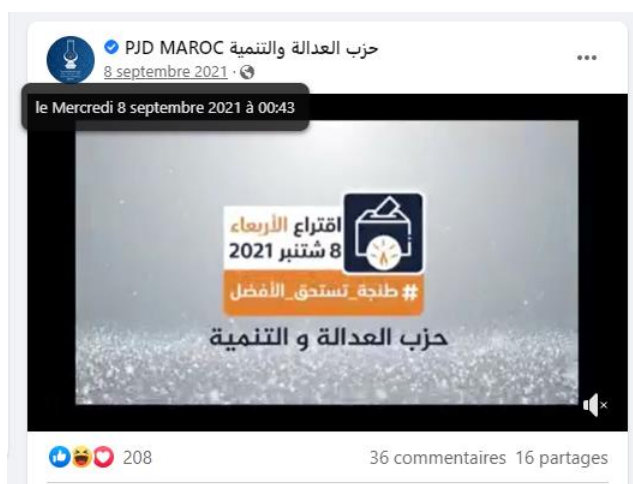 PJD MAROC حزب العدالة والتنمية
8 septembre 2021 ·
le Mercredi 8 septembre 2021 à 00:43
اقتراع الأربعاء
8 شتنبر 2021
#طنجة_تستحق_الأفضل
حزب العدالة و التنمية
208
36 commentaires 16 partages